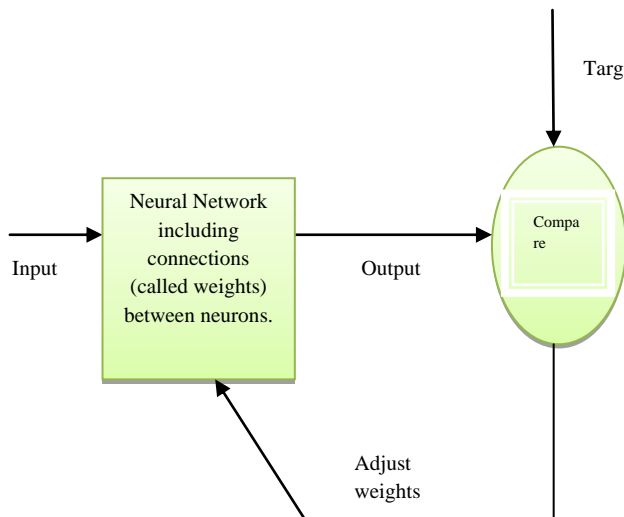 Targ
Neural Network
including
connections
(called weights)
between neurons.
Compa
re
Input
Output
Adjust
weights